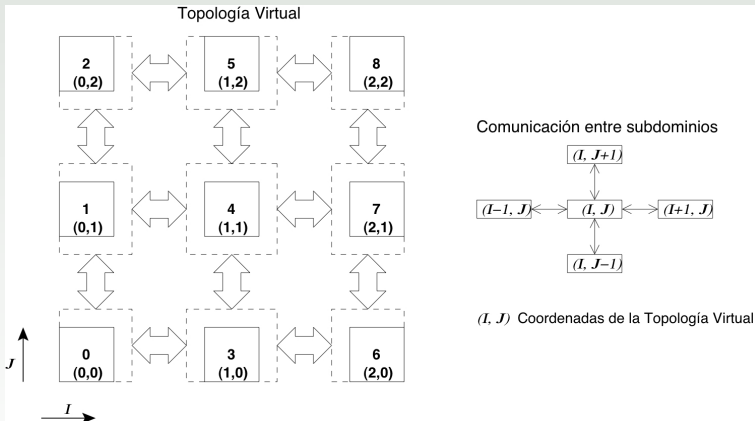 Topología Virtual
2
(0,2)
5
(1,2)
8
(2,2)
1
(0,1)
4
(1,1)
7
(2,1)
0
(0,0)
3
(1,0)
6
(2,0)
J
I
Comunicación entre subdominios
(I, J+1)
(I−1, J)
(I, J)
(I+1, J)
(I, J−1)
(I, J) Coordenadas de la Topología Virtual